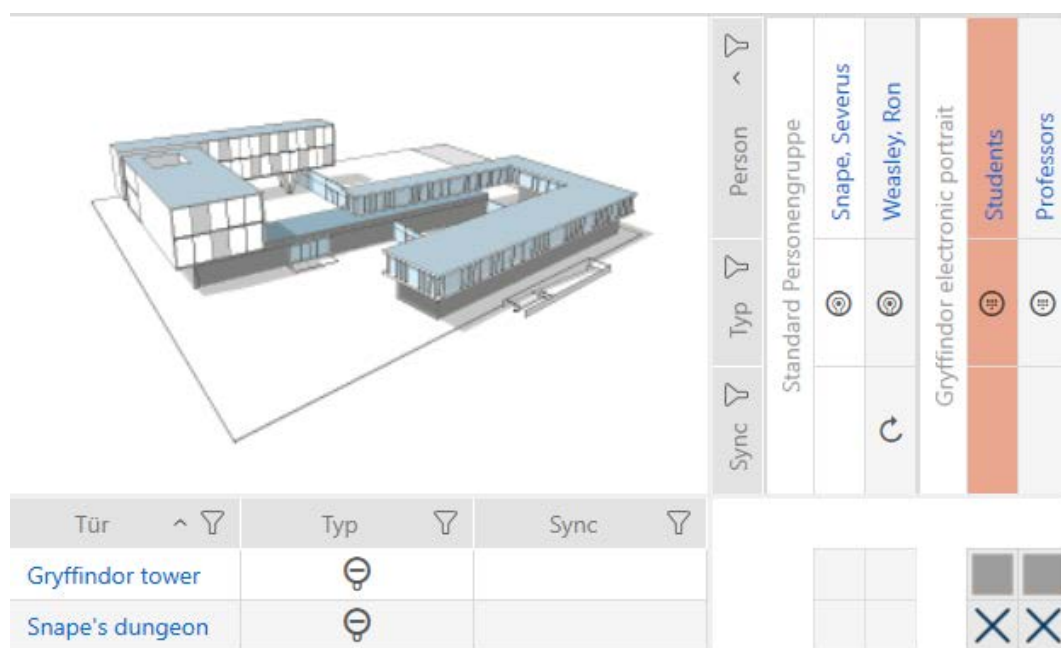 Person
Typ
Sync
Standard Personengruppe
Snape, Severus
Weasley, Ron
Gryffindor electronic portrait
Students
Professors
Tür Typ Sync
Gryffindor tower
Snape's dungeon